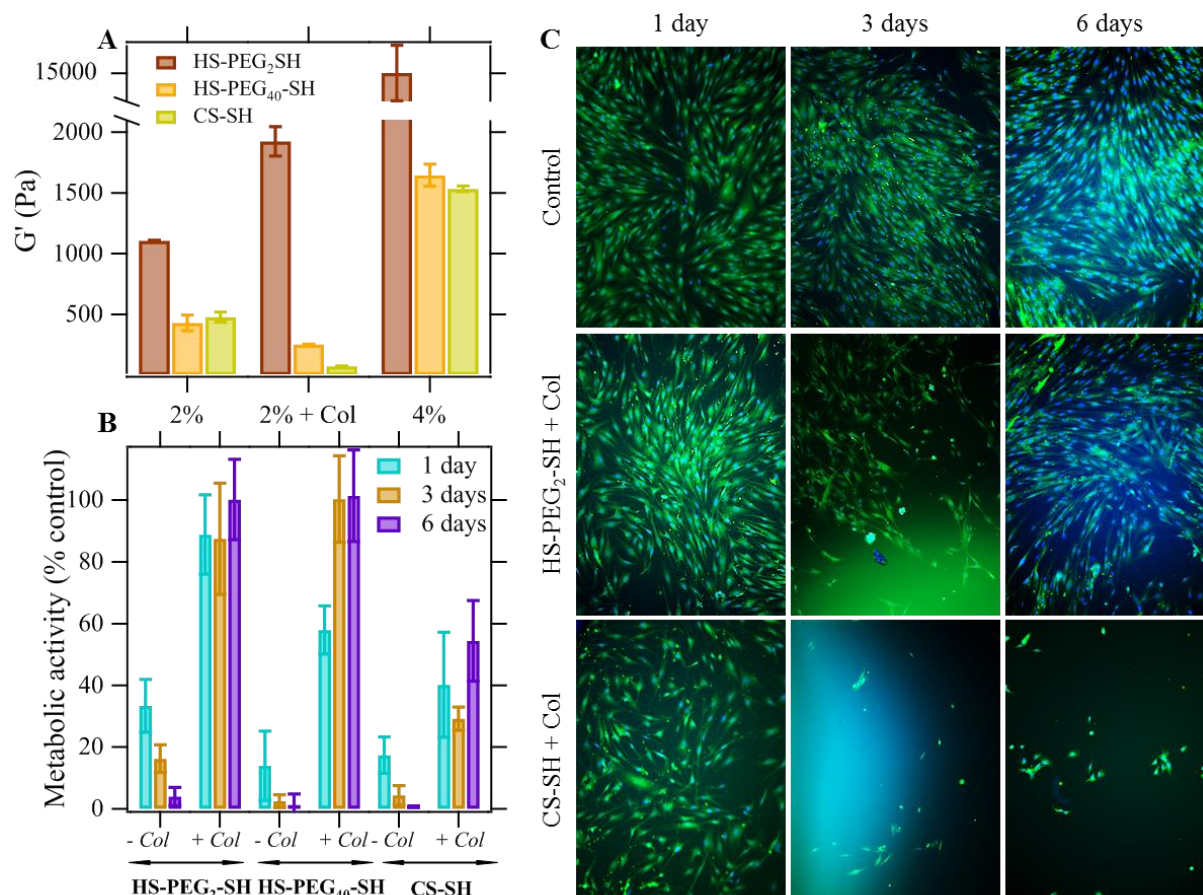 A
HS-PEG₂SH
HS-PEG₄₀-SH
CS-SH
15000
2000
1500
1000
500
G' (Pa)
2% 2% + Col 4%
B
1 day
3 days
6 days
100
80
60
40
20
0
Metabolic activity (% control)
- Col + Col - Col + Col - Col + Col
HS-PEG₂-SH HS-PEG₄₀-SH CS-SH
C
1 day 3 days 6 days
Control
HS-PEG₂-SH + Col
CS-SH + Col